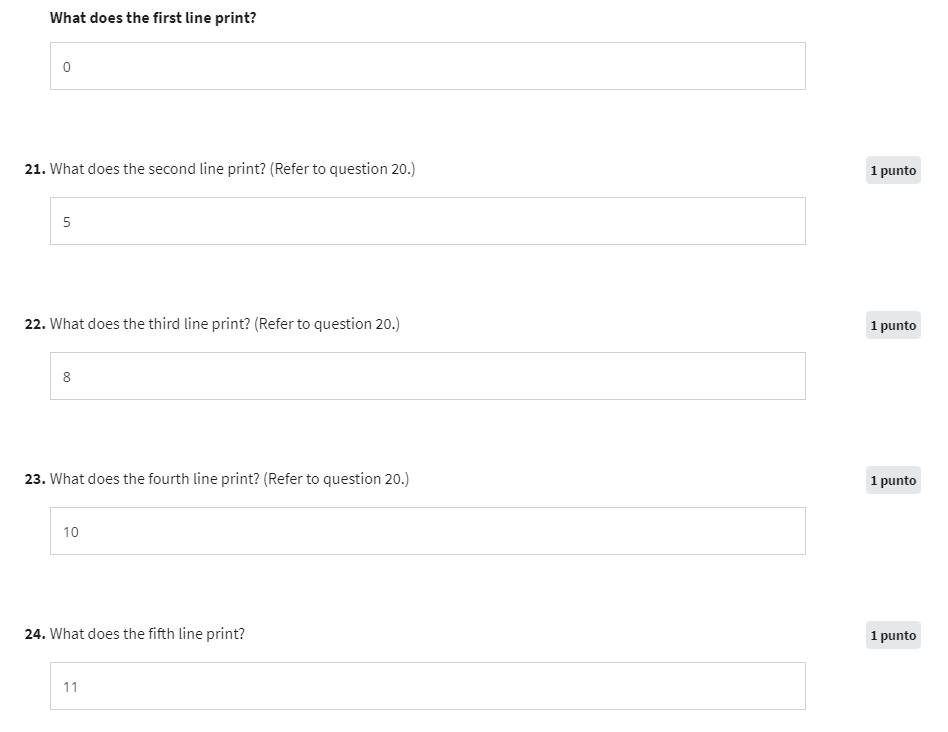 What does the first line print?
0
21. What does the second line print? (Refer to question 20.) 1 punto
5
22. What does the third line print? (Refer to question 20.) 1 punto
8
23. What does the fourth line print? (Refer to question 20.) 1 punto
10
24. What does the fifth line print? 1 punto
11